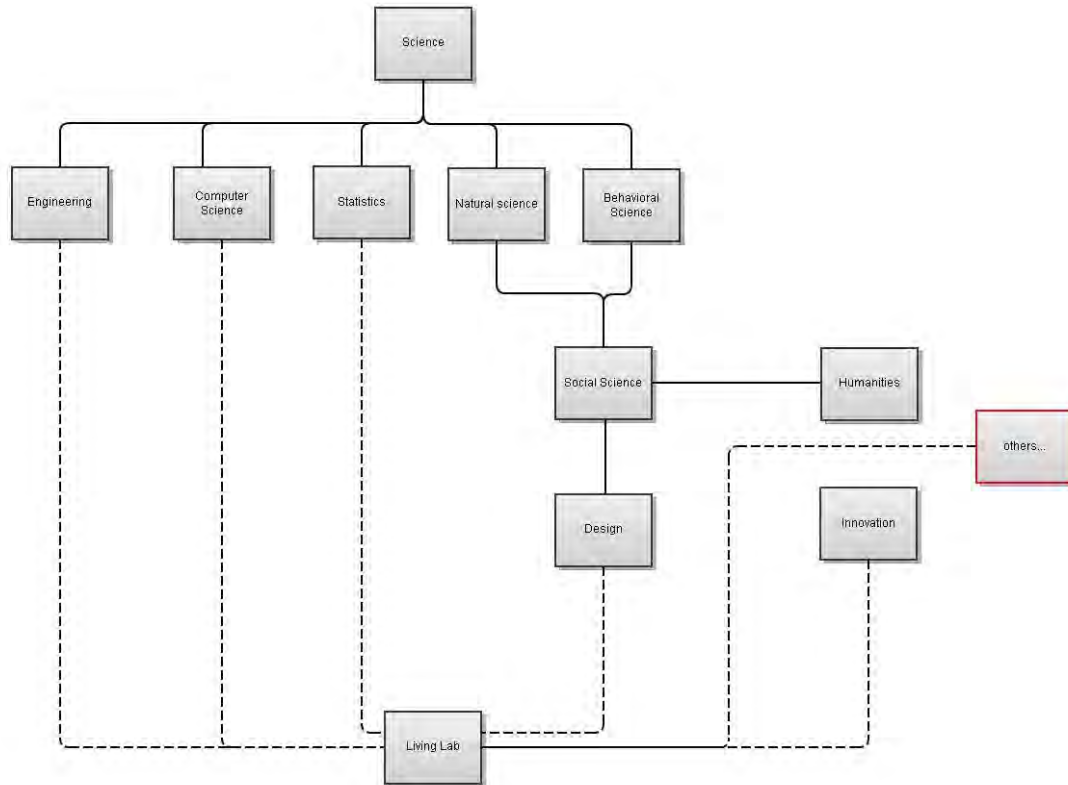 Science
Engineering
Computer
Science
Statistics
Natural science
Behavioral
Science
Social Science
Humanities
others...
Design
Innovation
Living Lab